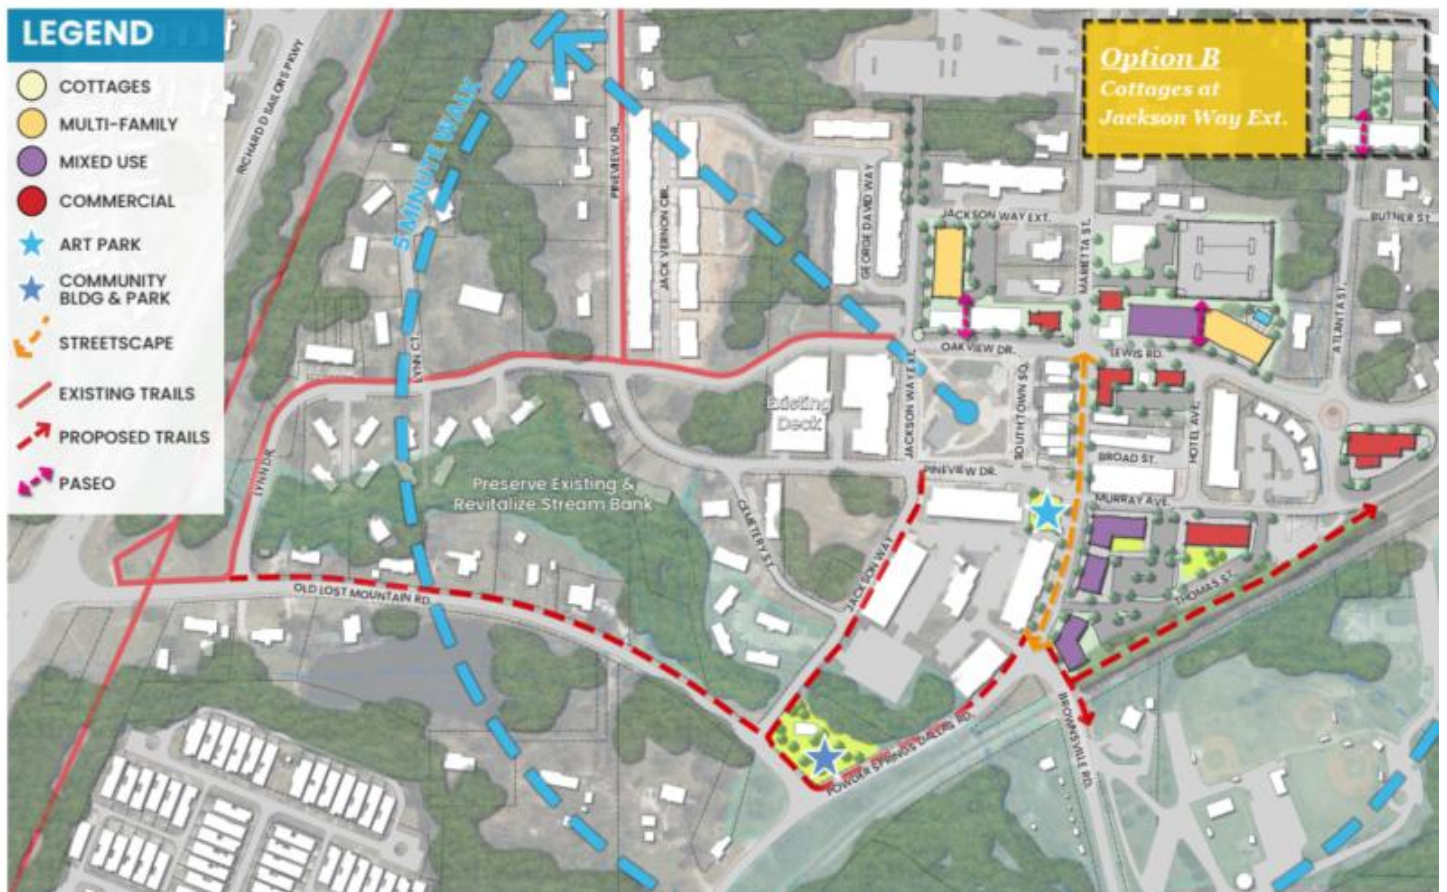 LEGEND
COTTAGES
MULTI-FAMILY
MIXED USE
COMMERCIAL
ART PARK
COMMUNITY
BLDG & PARK
STREETSCAPE
EXISTING TRAILS
PROPOSED TRAILS
PASEO
Option B
Cottages at
Jackson Way Ext.
RICHARD D SAILORS PKWY
5 MINUTE WALK
PINEVIEW DR.
JACK VERNON CIR.
GEORGE DAVID WAY
JACKSON WAY EXT.
MARIETTA ST.
BUTNER ST.
ATLANTA ST.
LYNN CT.
OAKVIEW DR.
LEWIS RD.
JACKSON WAY EXT.
SOUTH TOWN SQ.
HOTEL AVE.
Existing
Deck
BROAD ST.
LYNN DR.
PINEVIEW DR.
MURRAY AVE.
Preserve Existing &
Revitalize Stream Bank
CEMETERY ST.
JACKSON WAY
THOMAS ST.
OLD LOST MOUNTAIN RD.
POWDER SPRINGS DALLAS RD.
BROWNSVILLE RD.